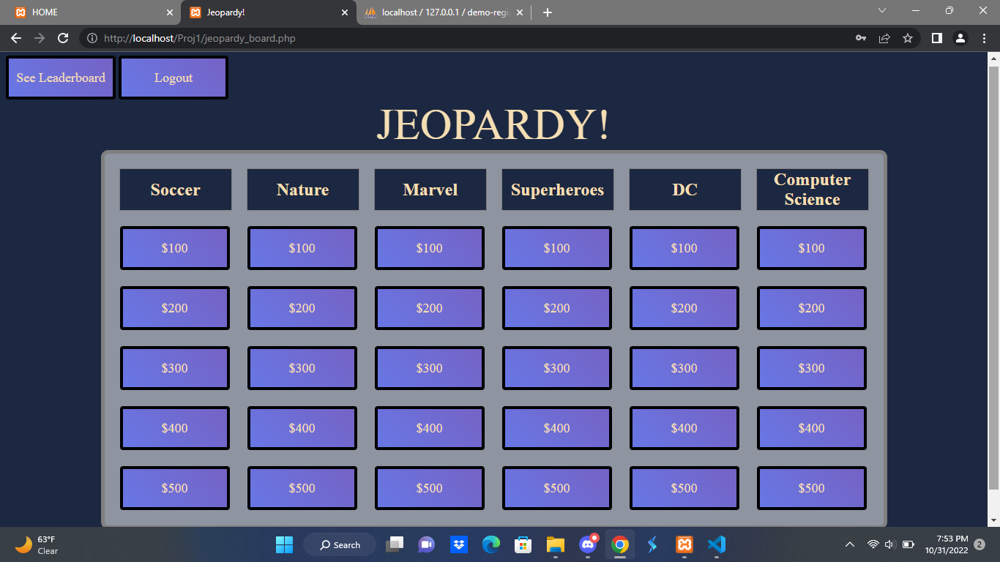 HOME
Jeopardy!
localhost / 127.0.0.1 / demo-regi
http://localhost/Proj1/jeopardy_board.php
See Leaderboard
Logout
JEOPARDY!
Soccer Nature Marvel Superheroes DC Computer
Science
$100 $100 $100 $100 $100 $100
$200 $200 $200 $200 $200 $200
$300 $300 $300 $300 $300 $300
$400 $400 $400 $400 $400 $400
$500 $500 $500 $500 $500 $500
63°F
Clear
Search
7:53 PM
10/31/2022
2